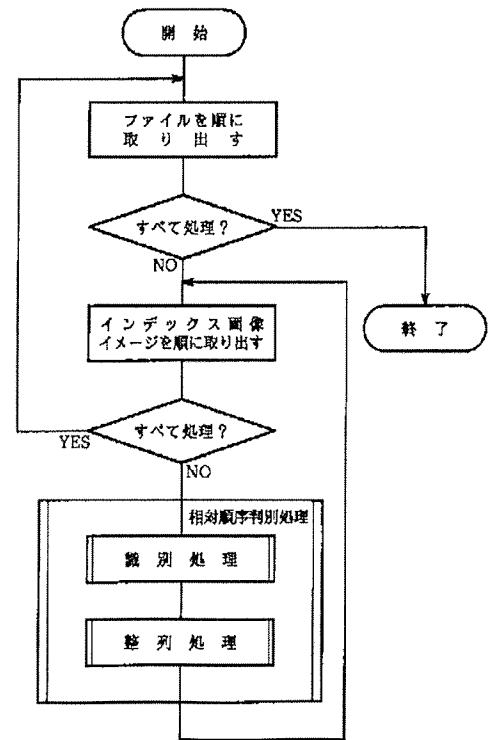 開始
ファイルを順に
取り出す
すべて処理?
YES
NO
終了
インデックス画像
イメージを順に取り出す
すべて処理?
YES
NO
相対順序判別処理
識別処理
整列処理